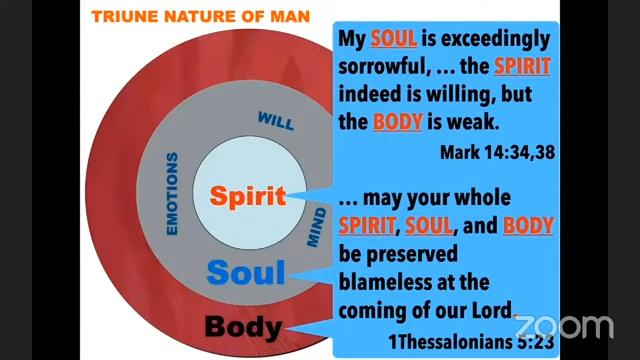 TRIUNE NATURE OF MAN
My SOUL is exceedingly
sorrowful, ... the SPIRIT
indeed is willing, but
the BODY is weak.
Mark 14:34,38
... may your whole
SPIRIT, SOUL, and BODY
be preserved
blameless at the
coming of our Lord.
1Thessalonians 5:23
WILL
EMOTIONS
MIND
Spirit
Soul
Body
zoom